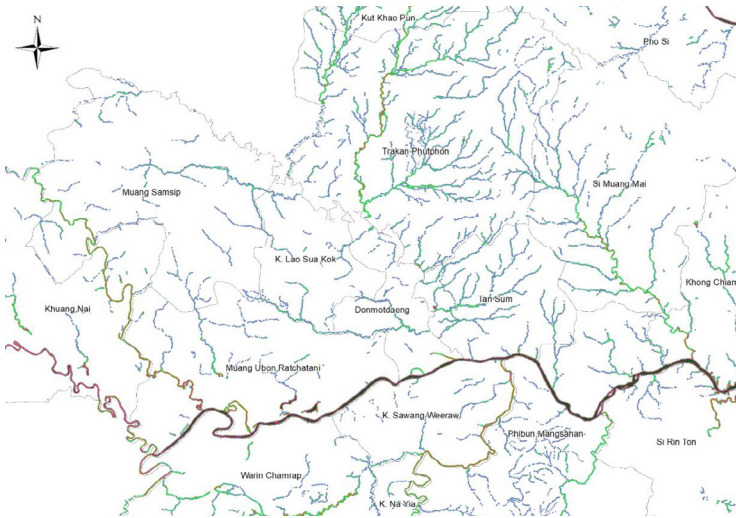 N
Kut Khao Pun
Pho Si
Trakan-Phutphon
Muang Samsip
Si Muang Mai
K. Lao Sua Kok
Khong Chiam
Khuang Nai
Donmotdaeng
Tan Sum
Muang Ubon Ratchatani
K. Sawang Weeraw
Phibun Mangsahan
Si Rin Ton
Warin Chamrap
K. Na Yia